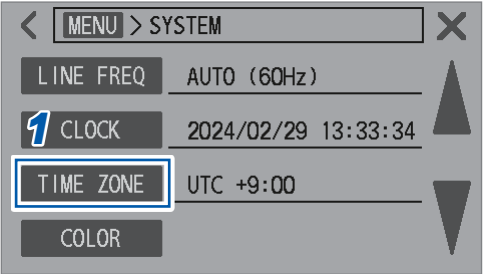 < MENU > SYSTEM
LINE FREQ AUTO (60Hz)
1 CLOCK 2024/02/29 13:33:34
TIME ZONE UTC +9:00
COLOR